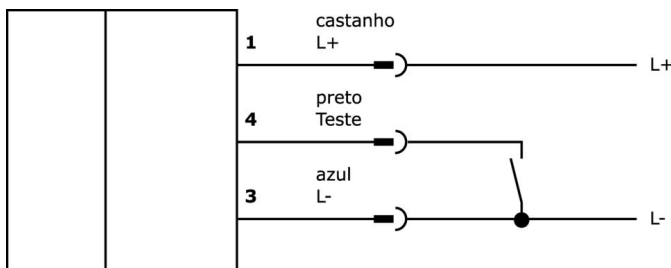 castanho
1 L+ L+
preto
4 Teste
azul
3 L- L-